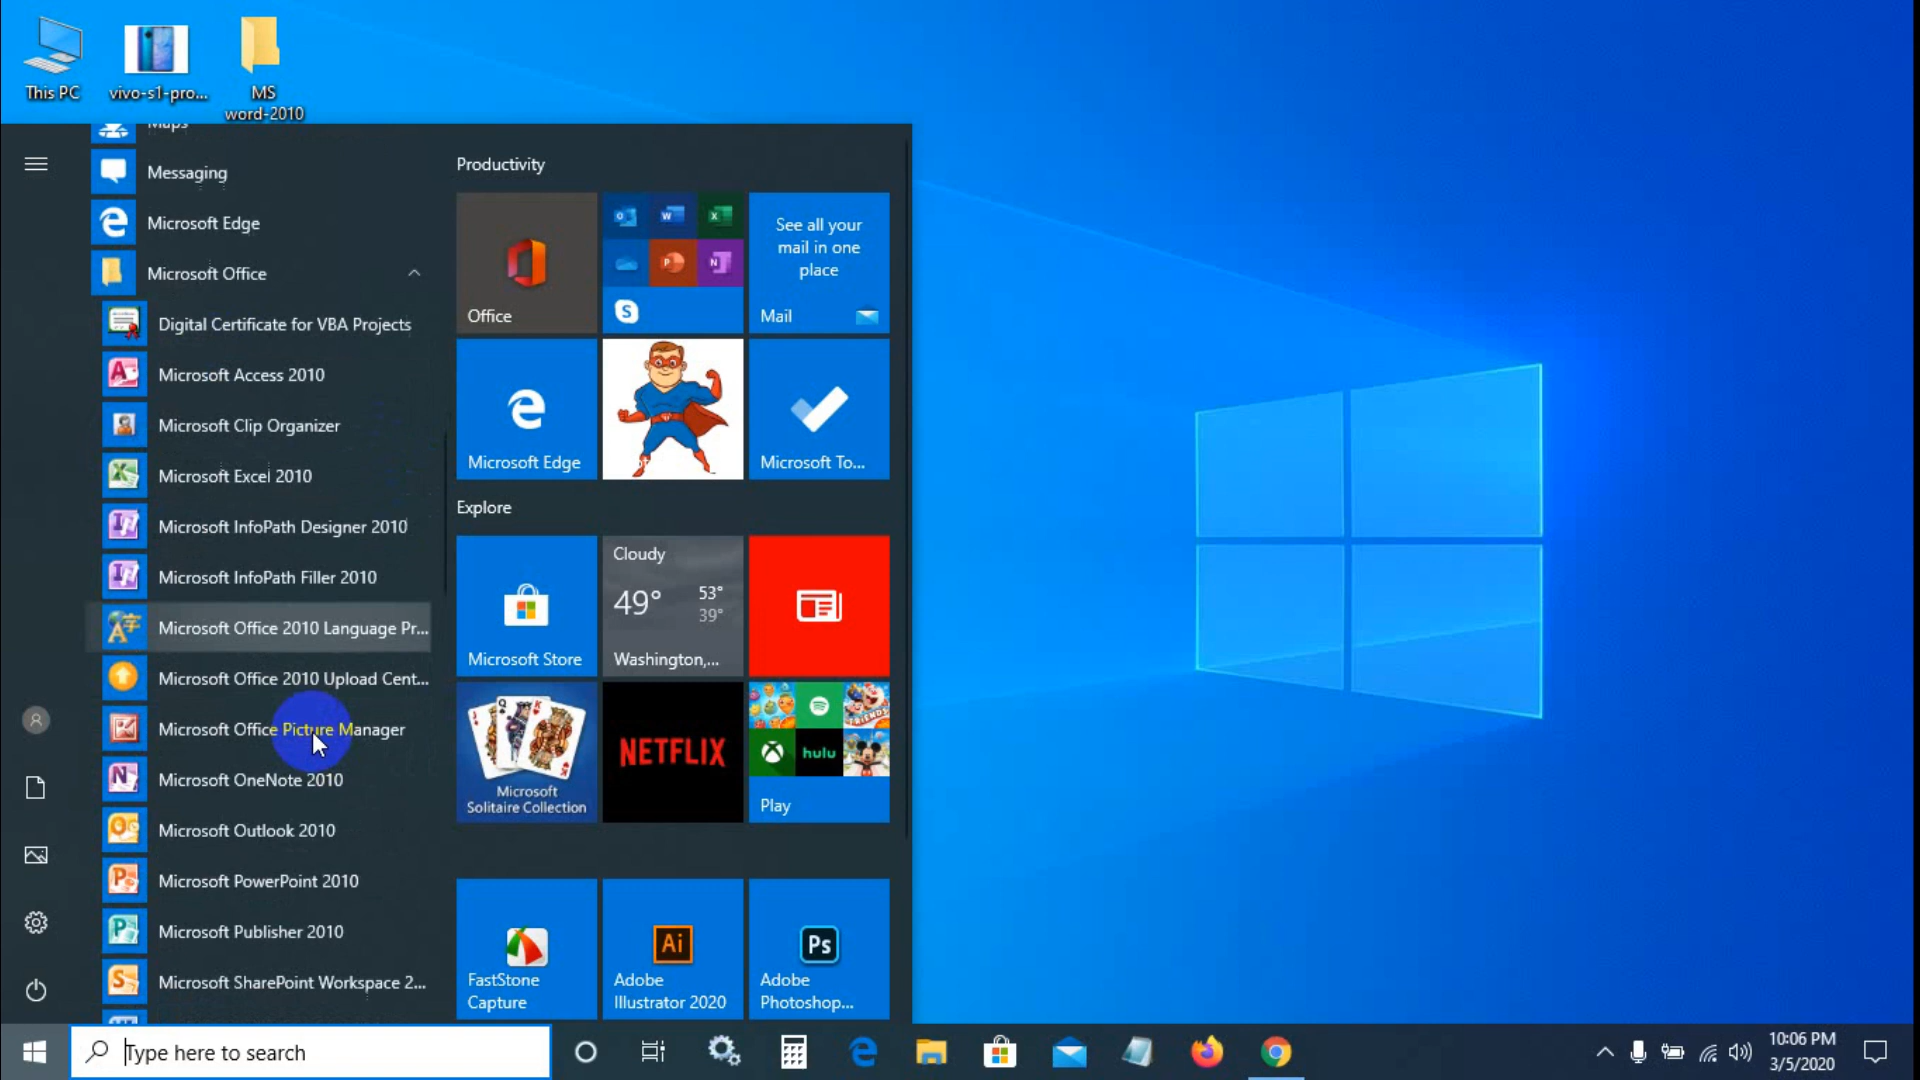 This PC
vivo-s1-pro...
MS
word-2010
Maps
Messaging
Microsoft Edge
Microsoft Office
Digital Certificate for VBA Projects
Microsoft Access 2010
Microsoft Clip Organizer
Microsoft Excel 2010
Microsoft InfoPath Designer 2010
Microsoft InfoPath Filler 2010
Microsoft Office 2010 Language Pr...
Microsoft Office 2010 Upload Cent...
Microsoft Office Picture Manager
Microsoft OneNote 2010
Microsoft Outlook 2010
Microsoft PowerPoint 2010
Microsoft Publisher 2010
Microsoft SharePoint Workspace 2...
Productivity
Office
See all your
mail in one
place
Mail
Microsoft Edge
Microsoft To...
Explore
Microsoft Store
Cloudy
49°
53°
39°
Washington,...
Microsoft
Solitaire Collection
NETFLIX
hulu
Play
FastStone
Capture
Ai
Adobe
Illustrator 2020
Ps
Adobe
Photoshop...
Type here to search
10:06 PM
3/5/2020